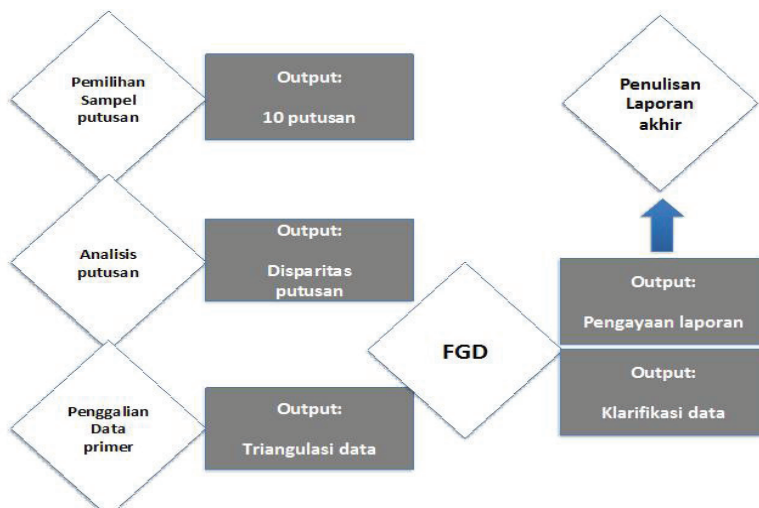 Pemilihan
Sampel
putusan
Output:
10 putusan
Analisis
putusan
Output:
Disparitas
putusan
Penggalian
Data
primer
Output:
Triangulasi data
FGD
Output:
Pengayaan laporan
Output:
Klarifikasi data
Penulisan
Laporan
akhir